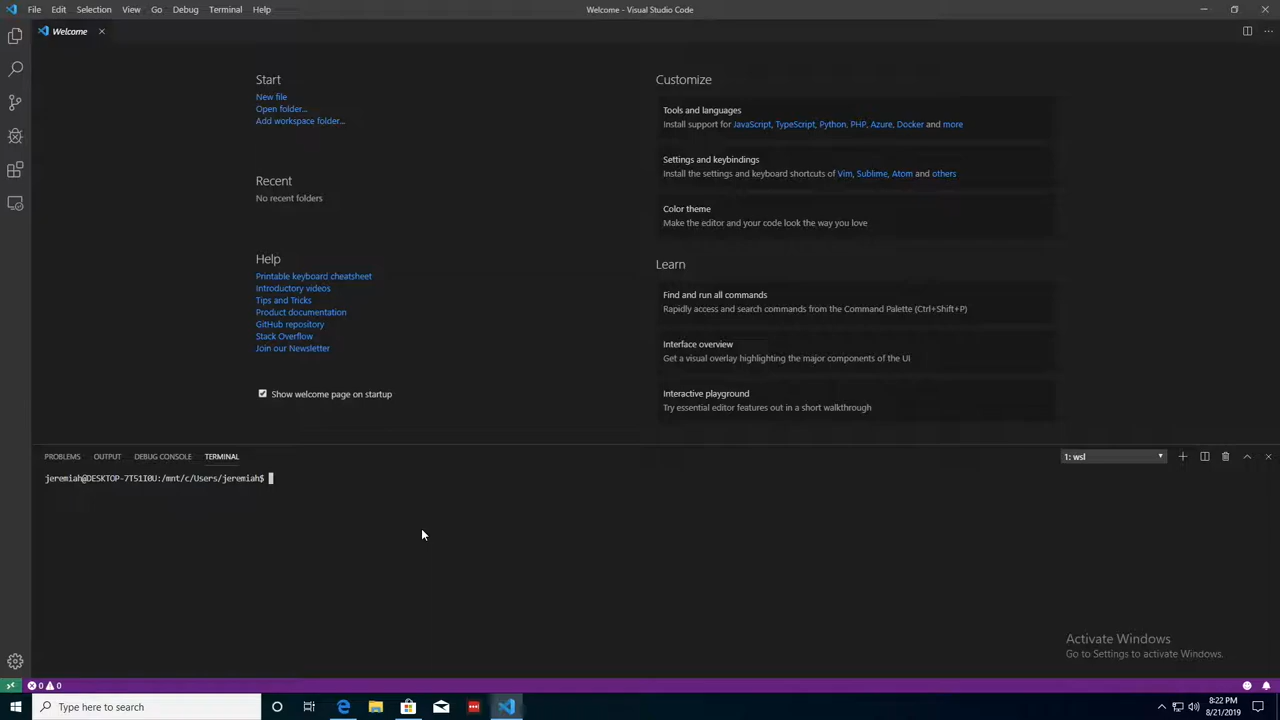 File Edit Selection View Go Debug Terminal Help
Welcome - Visual Studio Code
Welcome
Start
New file
Open folder...
Add workspace folder...
Recent
No recent folders
Help
Printable keyboard cheatsheet
Introductory videos
Tips and Tricks
Product documentation
GitHub repository
Stack Overflow
Join our Newsletter
Show welcome page on startup
Customize
Tools and languages
Install support for JavaScript, TypeScript, Python, PHP, Azure, Docker and more
Settings and keybindings
Install the settings and keyboard shortcuts of Vim, Sublime, Atom and others
Color theme
Make the editor and your code look the way you love
Learn
Find and run all commands
Rapidly access and search commands from the Command Palette (Ctrl+Shift+P)
Interface overview
Get a visual overlay highlighting the major components of the UI
Interactive playground
Try essential editor features out in a short walkthrough
PROBLEMS OUTPUT DEBUG CONSOLE TERMINAL
1: wsl
jeremiah@DESKTOP-7T51I0U:/mnt/c/Users/jeremiah$
Activate Windows
Go to Settings to activate Windows.
0 0
Type here to search
8:22 PM
8/21/2019